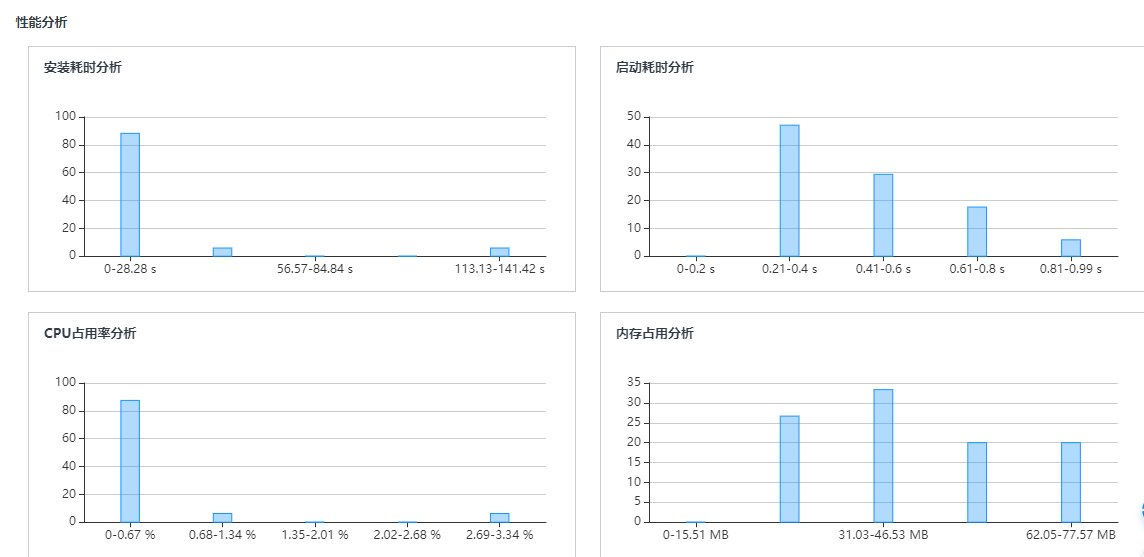 性能分析
安装耗时分析
100
80
60
40
20
0
0-28.28 s
56.57-84.84 s
113.13-141.42 s
启动耗时分析
50
40
30
20
10
0
0-0.2 s
0.21-0.4 s
0.41-0.6 s
0.61-0.8 s
0.81-0.99 s
CPU占用率分析
100
80
60
40
20
0
0-0.67 %
0.68-1.34 %
1.35-2.01 %
2.02-2.68 %
2.69-3.34 %
内存占用分析
35
30
25
20
15
10
5
0
0-15.51 MB
31.03-46.53 MB
62.05-77.57 MB